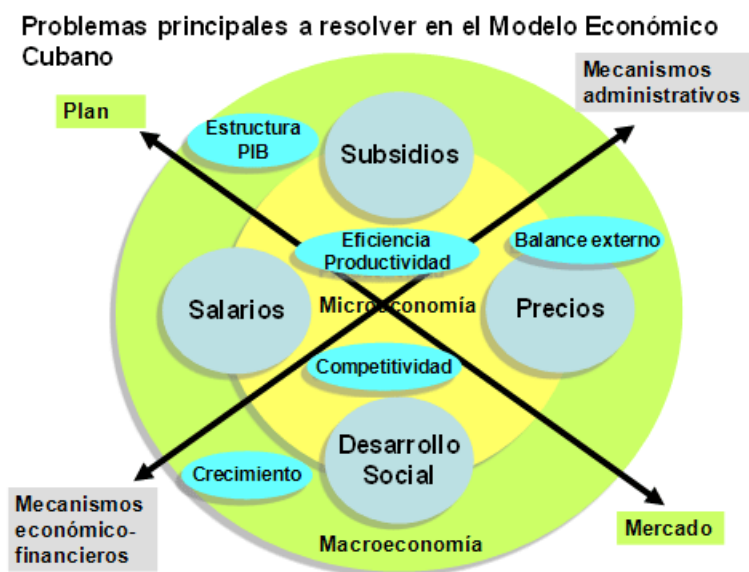 Problemas principales a resolver en el Modelo Económico
Cubano
Mecanismos
administrativos
Plan
Estructura
PIB
Subsidios
Eficiencia
Productividad
Balance externo
Salarios
Microeconomía
Precios
Competitividad
Desarrollo
Social
Crecimiento
Mecanismos
económico-
financieros
Macroeconomía
Mercado